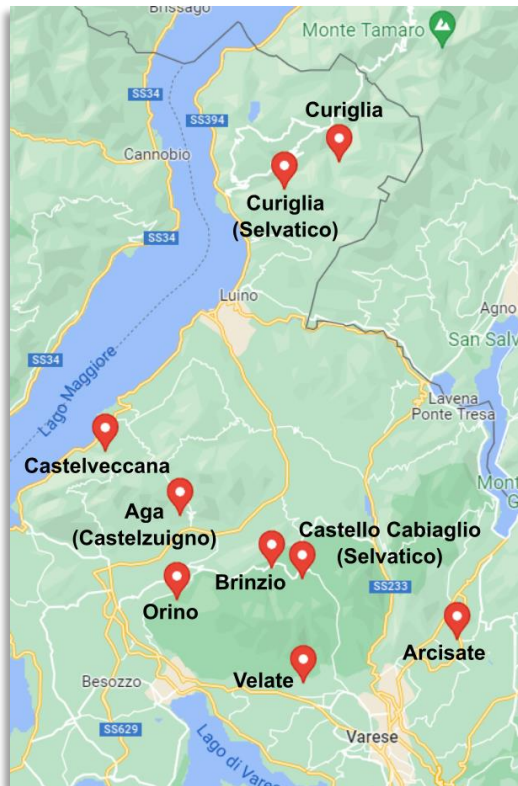 Brissago
Monte Tamaro
SS34
SS394
Curiglia
Cannobio
Curiglia
(Selvatico)
SS34
Luino
Agno
San Salv
SS34
Lago Maggiore
Lavena
Ponte Tresa
Castelveccana
Mont
G
Aga
(Castelzuigno)
Castello Cabiaglio
(Selvatico)
Brinzio
SS233
Orino
Arcisate
Velate
Besozzo
SS629
Varese
Lago di Vares